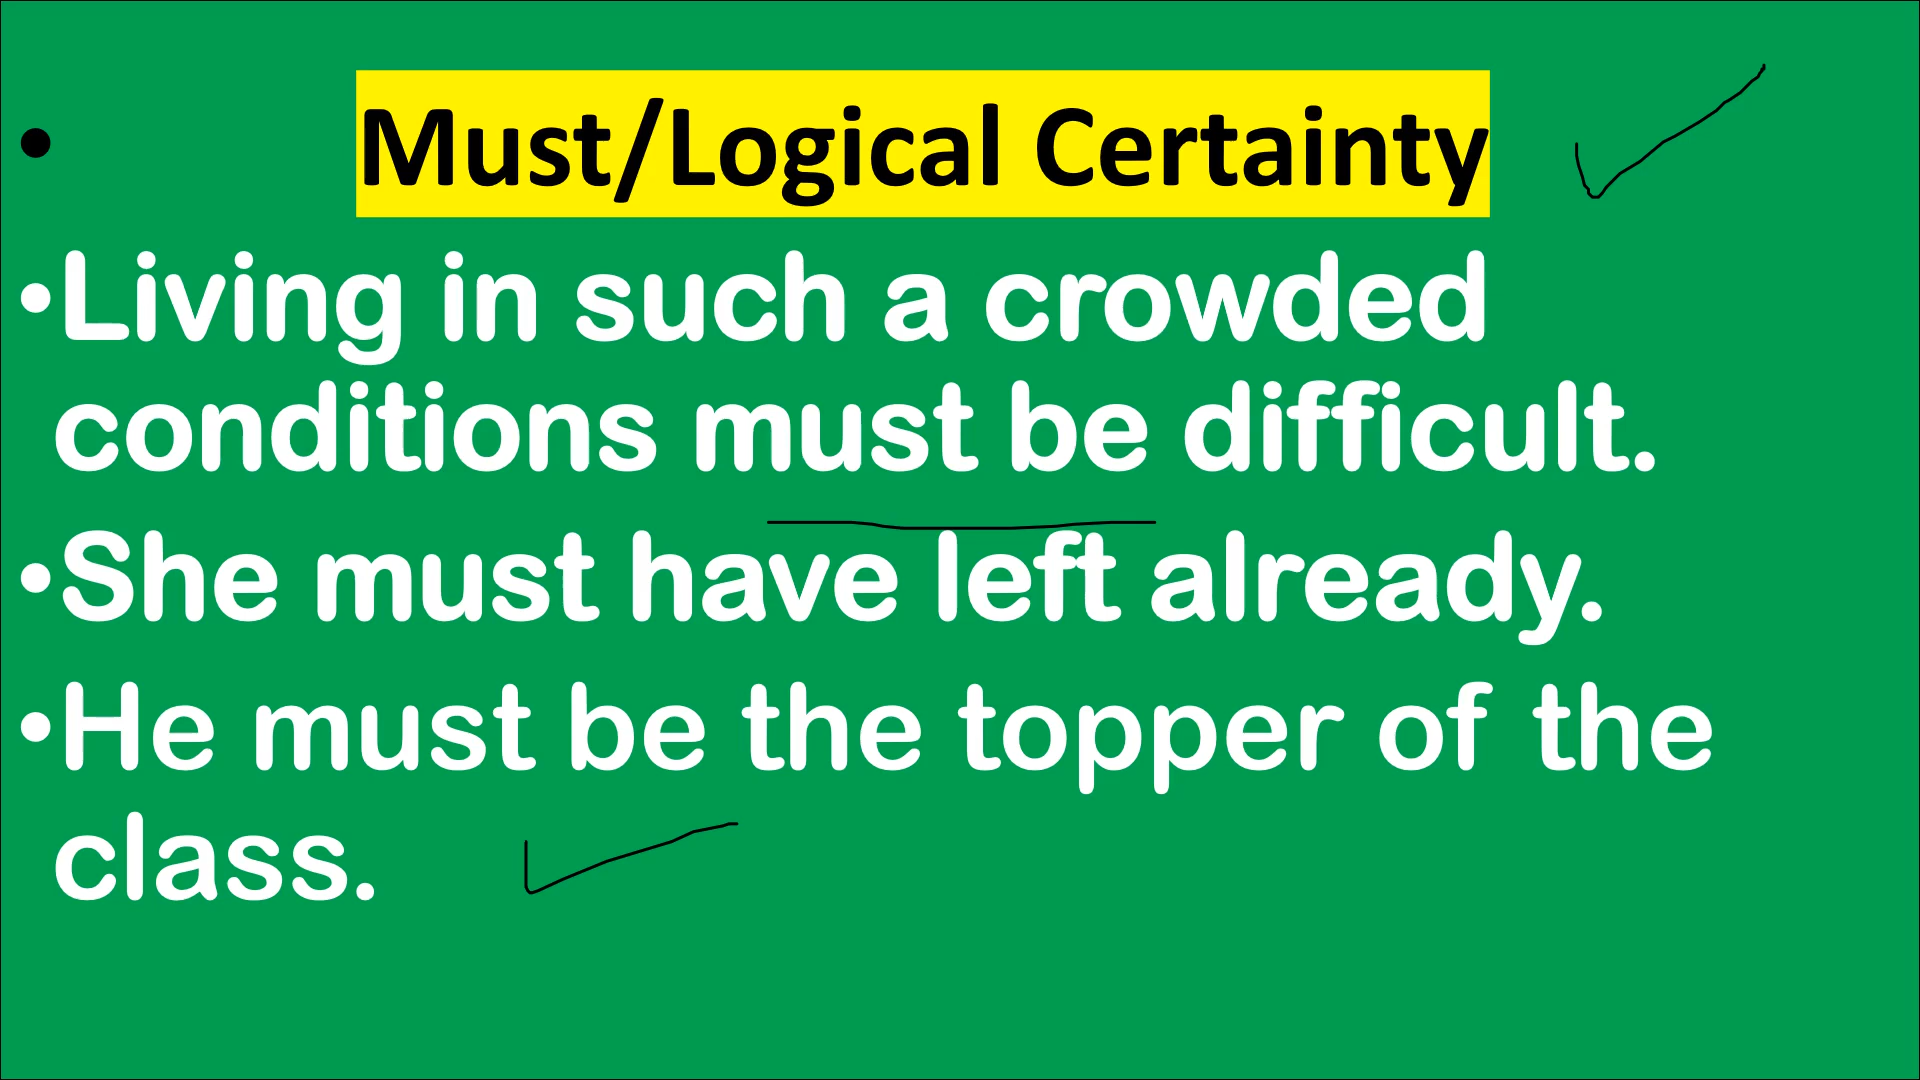 • Must/Logical Certainty
•Living in such a crowded
conditions must be difficult.
•She must have left already.
•He must be the topper of the
class.